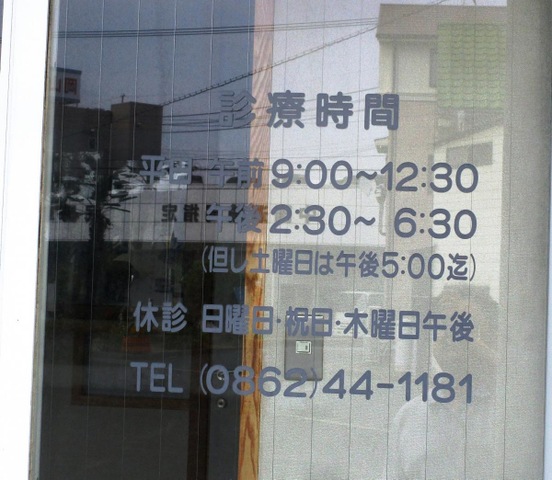 診療時間
平日 午前 9:00~12:30
午後 2:30~ 6:30
(但し土曜日は午後5:00迄)
休診 日曜日・祝日・木曜日午後
TEL (0862)44-1181